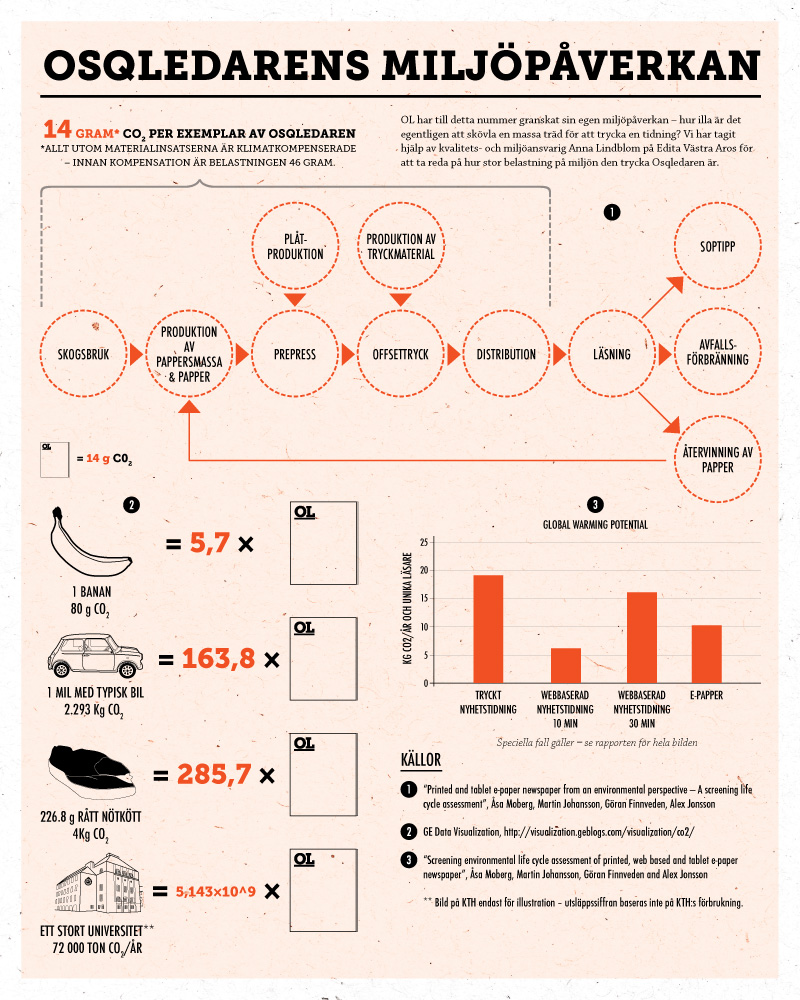 OSQLEDARENS MILJÖPÅVERKAN
14 GRAM* CO2 PER EXEMPLAR AV OSQLEDAREN
*ALLT UTOM MATERIALINSATSERNA ÄR KLIMATKOMPENSERADE
– INNAN KOMPENSATION ÄR BELASTNINGEN 46 GRAM.
OL har till detta nummer granskat sin egen miljöpåverkan – hur illa är det
egentligen att skövla en massa träd för att trycka en tidning? Vi har tagit
hjälp av kvalitets- och miljöansvarig Anna Lindblom på Edita Västra Aros för
att ta reda på hur stor belastning på miljön den trycka Osqledaren är.
1
PLÅT-
PRODUKTION
PRODUKTION AV
TRYCKMATERIAL
SOPTIPP
SKOGSBRUK
PRODUKTION
AV
PAPPERSMASSA
& PAPPER
PREPRESS
OFFSETTRYCK
DISTRIBUTION
LÄSNING
AVFALLS-
FÖRBRÄNNING
ÅTERVINNING AV
PAPPER
OL
= 14 g CO2
2
= 5,7 ×
OL
1 BANAN
80 g CO2
= 163,8 ×
OL
1 MIL MED TYPISK BIL
2.293 Kg CO2
= 285,7 ×
OL
226.8 g RÅTT NÖTKÖTT
4Kg CO2
= 5,143×10^9 ×
OL
ETT STORT UNIVERSITET**
72 000 TON CO2/ÅR
3
GLOBAL WARMING POTENTIAL
KG CO2/ÅR OCH UNIKA LÄSARE
25
20
15
10
5
0
TRYCKT
NYHETSTIDNING
WEBBASERAD
NYHETSTIDNING
10 MIN
WEBBASERAD
NYHETSTIDNING
30 MIN
E-PAPPER
Speciella fall gäller – se rapporten för hela bilden
KÄLLOR
1 "Printed and tablet e-paper newspaper from an environmental perspective – A screening life
cycle assessment", Åsa Moberg, Martin Johansson, Göran Finnveden, Alex Jonsson
2 GE Data Visualization, http://visualization.geblogs.com/visualization/co2/
3 "Screening environmental life cycle assessment of printed, web based and tablet e-paper
newspaper", Åsa Moberg, Martin Johansson, Göran Finnveden and Alex Jonsson
** Bild på KTH endast för illustration – utsläppssiffran baseras inte på KTH:s förbrukning.